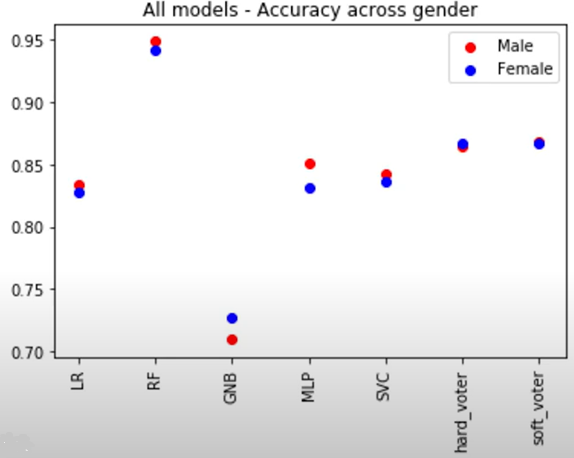 All models - Accuracy across gender
Male
Female
0.95
0.90
0.85
0.80
0.75
0.70
LR
RF
GNB
MLP
SVC
hard_voter
soft_voter